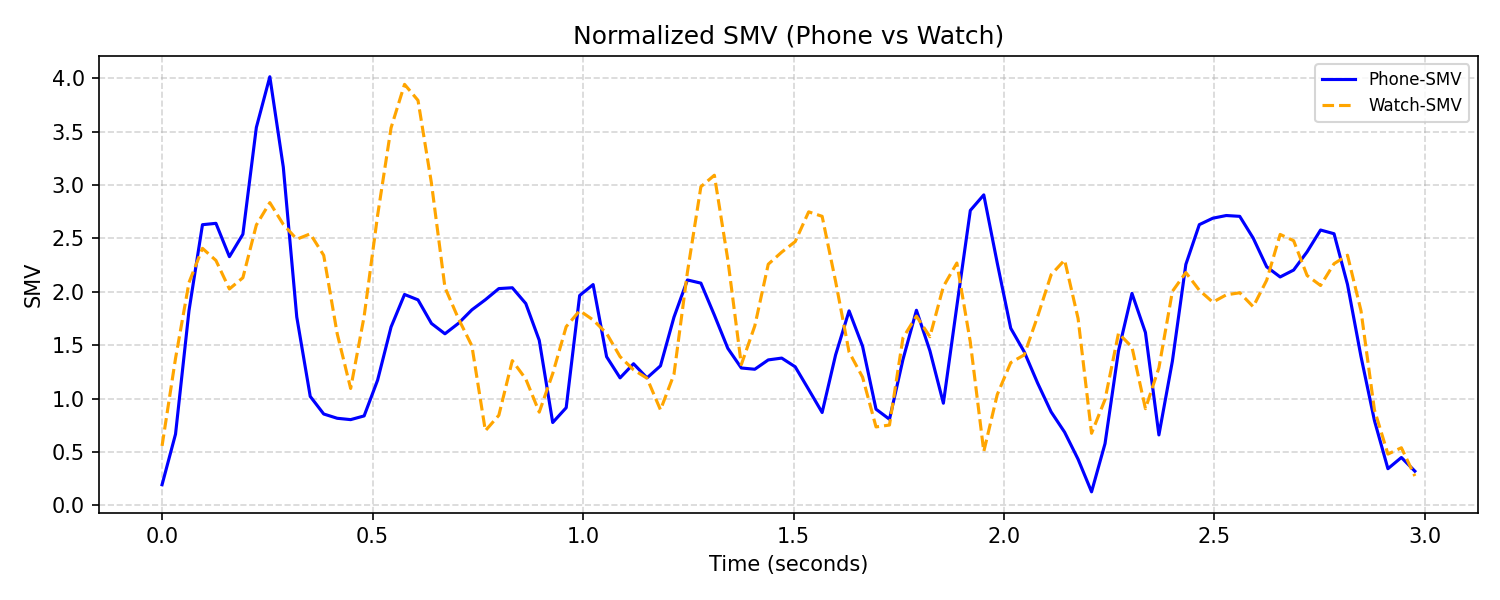 Normalized SMV (Phone vs Watch)
Phone-SMV
Watch-SMV
SMV
4.0
3.5
3.0
2.5
2.0
1.5
1.0
0.5
0.0
0.0 0.5 1.0 1.5 2.0 2.5 3.0
Time (seconds)